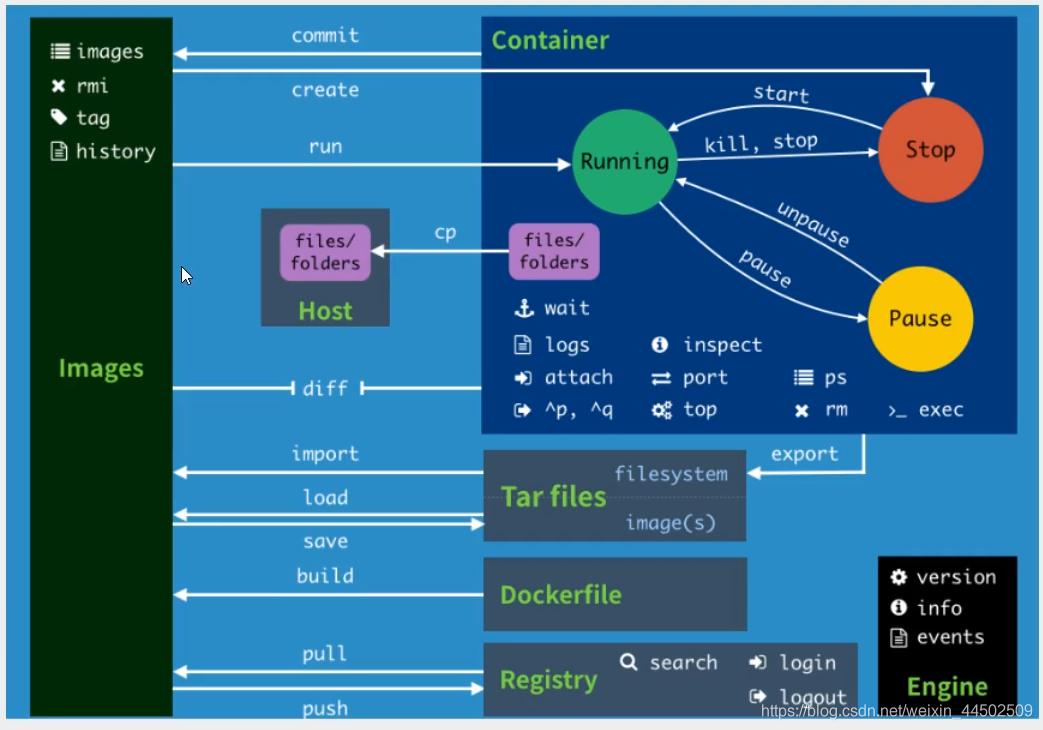 images
rmi
tag
history
Images
commit
create
run
Container
start
Running
kill, stop
Stop
unpause
pause
Pause
files/
folders
Host
cp
files/
folders
wait
logs
inspect
attach
port
ps
^p, ^q
top
rm
>_ exec
diff
import
load
save
export
filesystem
Tar files
image(s)
build
Dockerfile
pull
push
Registry
search
login
logout
version
info
events
Engine
https://blog.csdn.net/weixin_44502509